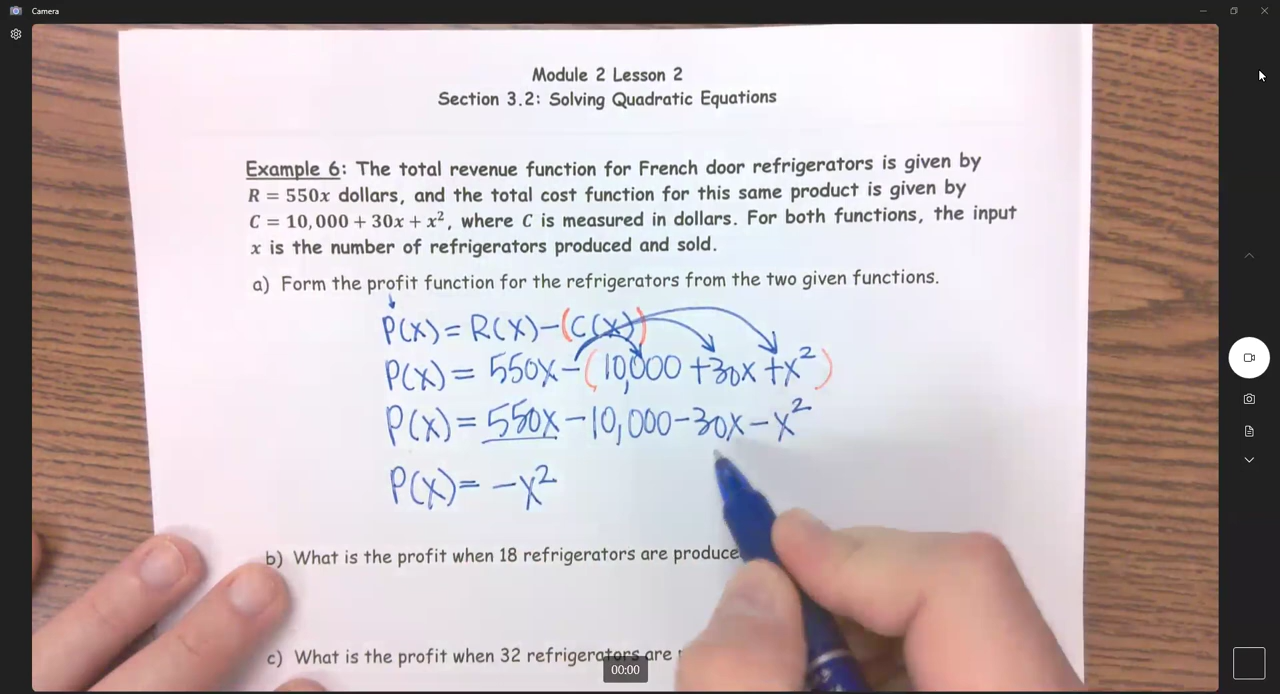 Camera
Module 2 Lesson 2
Section 3.2: Solving Quadratic Equations
Example 6: The total revenue function for French door refrigerators is given by
R = 550x dollars, and the total cost function for this same product is given by
C = 10,000 + 30x + x², where C is measured in dollars. For both functions, the input
x is the number of refrigerators produced and sold.
a) Form the profit function for the refrigerators from the two given functions.
P(x) = R(x) - (C(x))
P(x) = 550x - (10,000 + 30x + x²)
P(x) = 550x - 10,000 - 30x - x²
P(x) = -x²
b) What is the profit when 18 refrigerators are produce
c) What is the profit when 32 refrigerators are
00:00